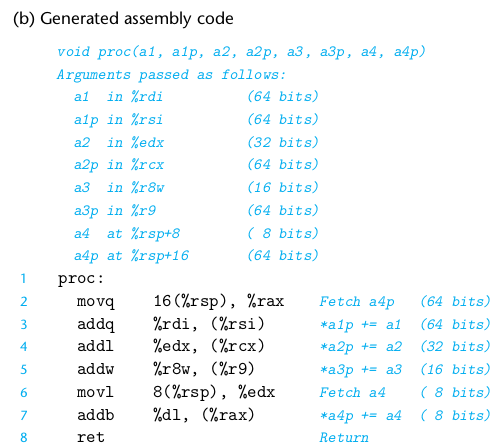 (b) Generated assembly code
void proc(a1, a1p, a2, a2p, a3, a3p, a4, a4p)
Arguments passed as follows:
a1 in %rdi (64 bits)
a1p in %rsi (64 bits)
a2 in %edx (32 bits)
a2p in %rcx (64 bits)
a3 in %r8w (16 bits)
a3p in %r9 (64 bits)
a4 at %rsp+8 ( 8 bits)
a4p at %rsp+16 (64 bits)
1 proc:
2 movq 16(%rsp), %rax Fetch a4p (64 bits)
3 addq %rdi, (%rsi) *a1p += a1 (64 bits)
4 addl %edx, (%rcx) *a2p += a2 (32 bits)
5 addw %r8w, (%r9) *a3p += a3 (16 bits)
6 movl 8(%rsp), %edx Fetch a4 ( 8 bits)
7 addb %dl, (%rax) *a4p += a4 ( 8 bits)
8 ret Return